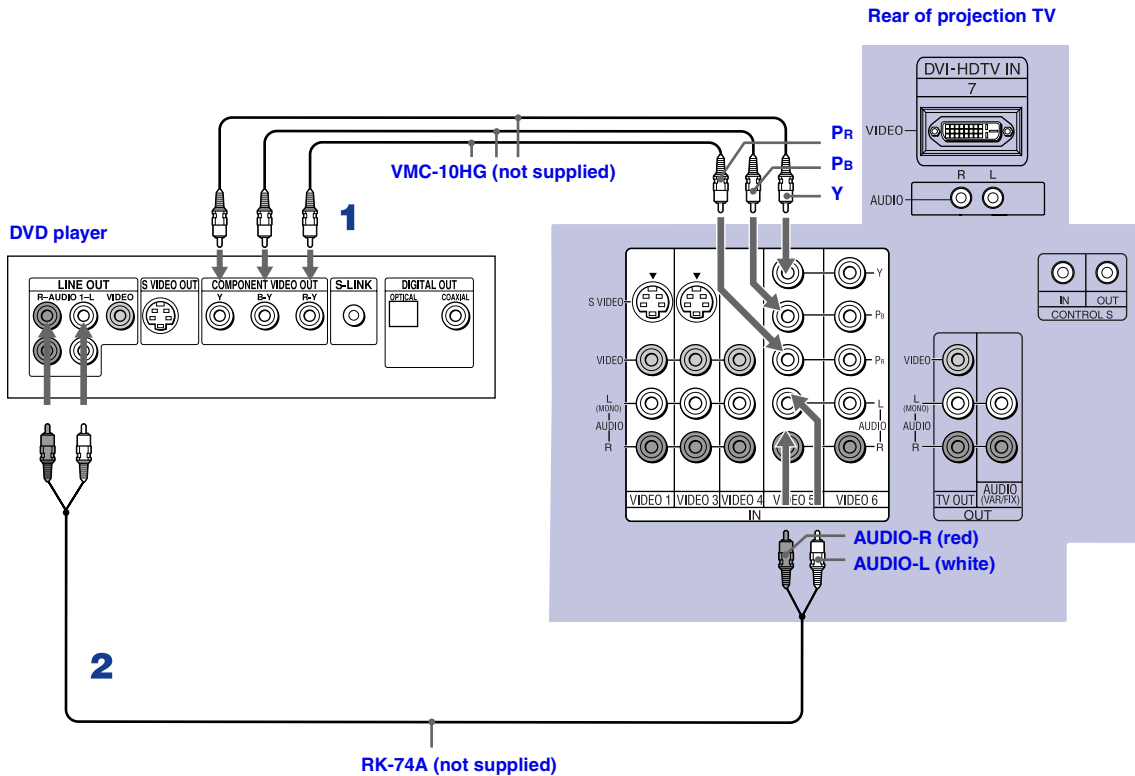 Rear of projection TV
DVI-HDTV IN
7
VIDEO
R L
AUDIO
PR
PB
Y
VMC-10HG (not supplied)
1
DVD player
LINE OUT
R-AUDIO 1-L VIDEO
S VIDEO OUT
COMPONENT VIDEO OUT
Y B-Y R-Y
S-LINK
DIGITAL OUT
OPTICAL COAXIAL
S VIDEO
VIDEO
L
(MONO)
AUDIO
R
Y
PB
PR
L
AUDIO
R
VIDEO 1 VIDEO 3 VIDEO 4 VIDEO 5 VIDEO 6
IN
IN OUT
CONTROL S
VIDEO
L
(MONO)
AUDIO
R
TV OUT AUDIO
(VAR/FIX)
OUT
AUDIO-R (red)
AUDIO-L (white)
2
RK-74A (not supplied)